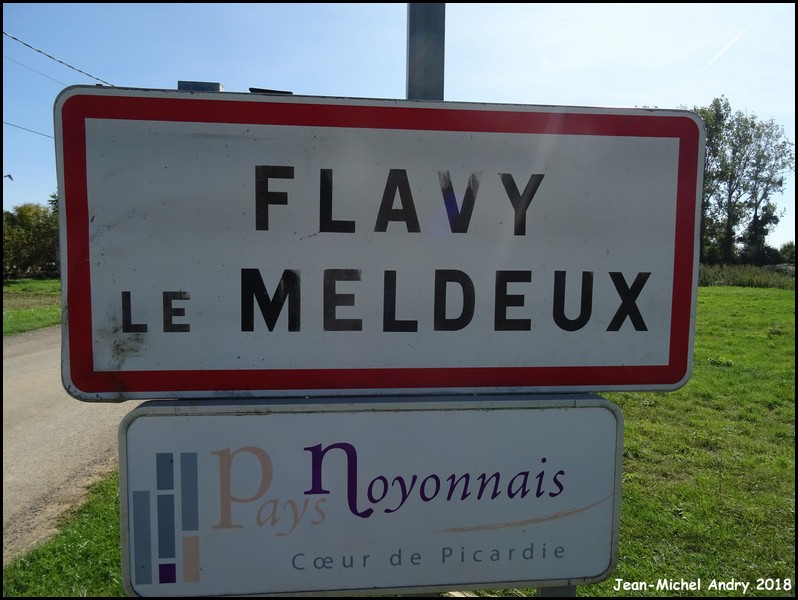 FLAVY
LE MELDEUX
Pays Noyonnais
Cœur de Picardie
Jean-Michel Andry 2018